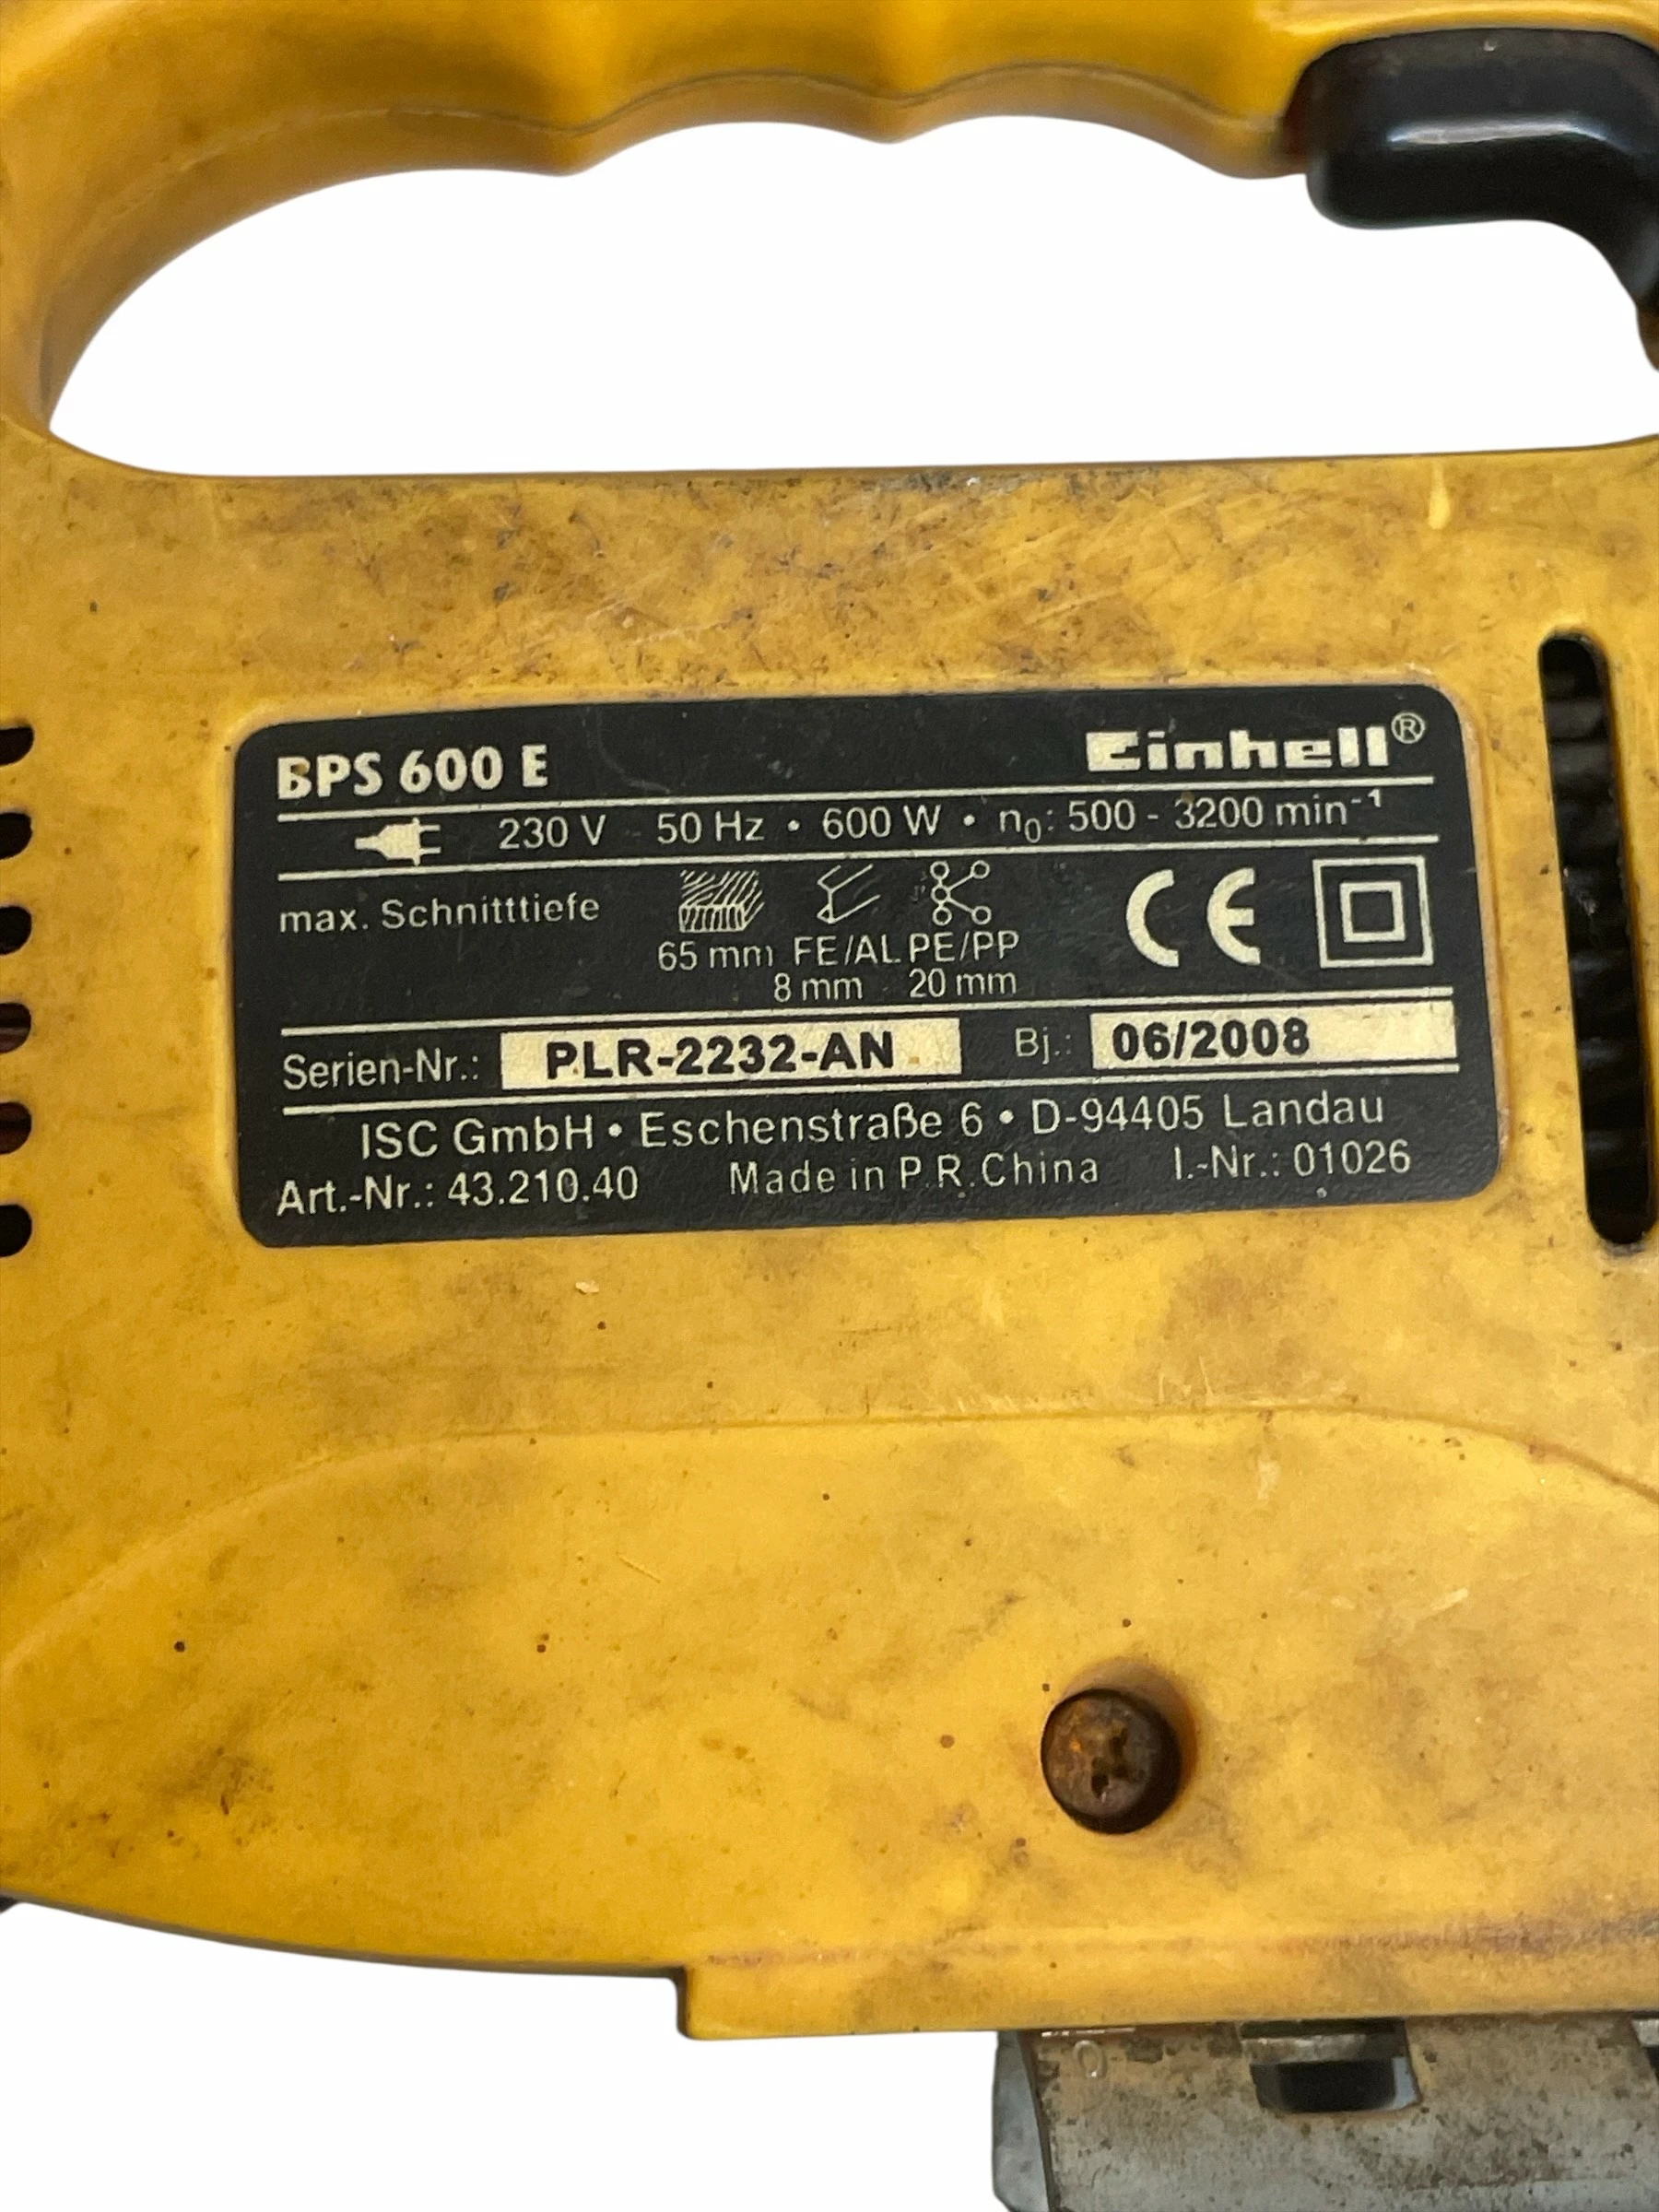 BPS 600 E Einhell®
230 V ~ 50 Hz • 600 W • n₀: 500 - 3200 min⁻¹
max. Schnitttiefe
65 mm FE/AL PE/PP
8 mm 20 mm
CE
Serien-Nr.: PLR-2232-AN Bj.: 06/2008
ISC GmbH • Eschenstraße 6 • D-94405 Landau
Art.-Nr.: 43.210.40 Made in P.R.China I.-Nr.: 01026
0